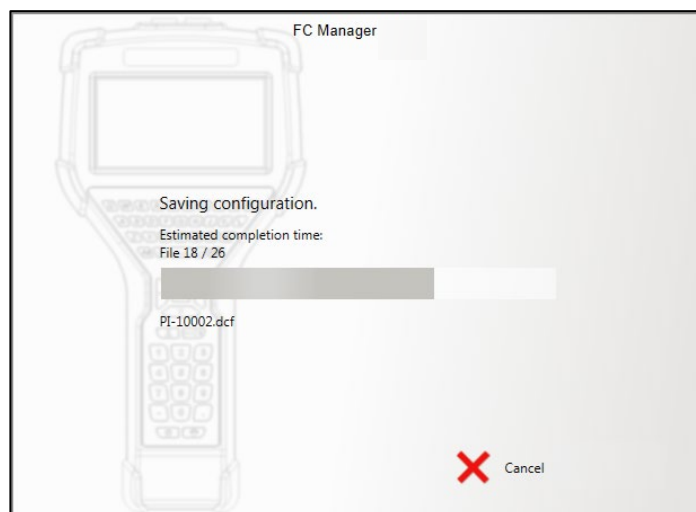 FC Manager
Saving configuration.
Estimated completion time:
File 18 / 26
PI-10002.dcf
Cancel